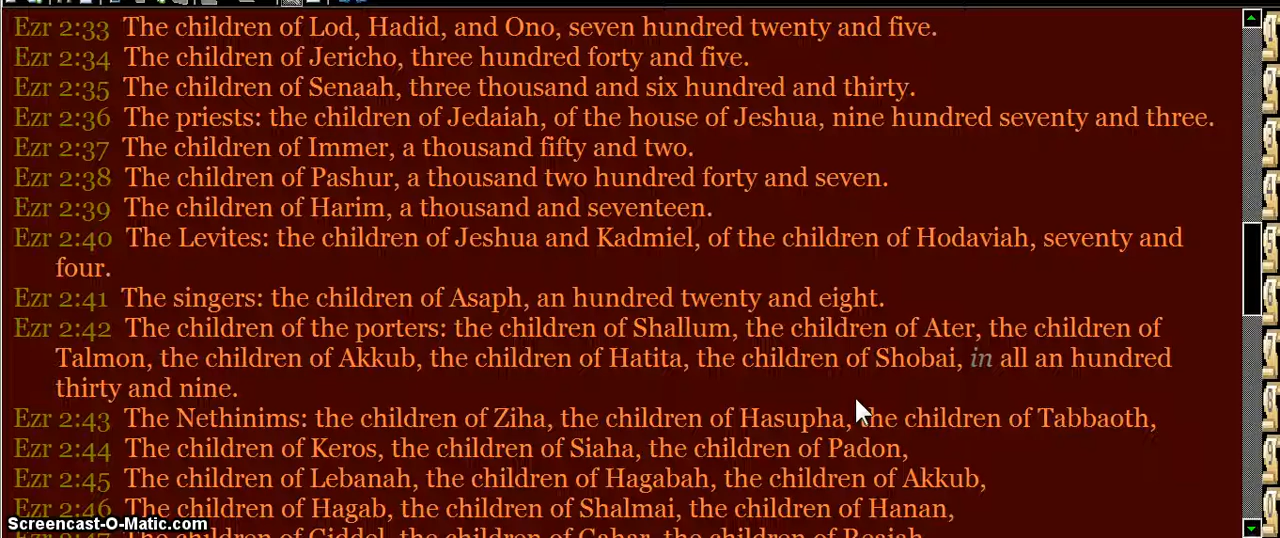 Ezr 2:33 The children of Lod, Hadid, and Ono, seven hundred twenty and five.
Ezr 2:34 The children of Jericho, three hundred forty and five.
Ezr 2:35 The children of Senaah, three thousand and six hundred and thirty.
Ezr 2:36 The priests: the children of Jedaiah, of the house of Jeshua, nine hundred seventy and three.
Ezr 2:37 The children of Immer, a thousand fifty and two.
Ezr 2:38 The children of Pashur, a thousand two hundred forty and seven.
Ezr 2:39 The children of Harim, a thousand and seventeen.
Ezr 2:40 The Levites: the children of Jeshua and Kadmiel, of the children of Hodaviah, seventy and
four.
Ezr 2:41 The singers: the children of Asaph, an hundred twenty and eight.
Ezr 2:42 The children of the porters: the children of Shallum, the children of Ater, the children of
Talmon, the children of Akkub, the children of Hatita, the children of Shobai, in all an hundred
thirty and nine.
Ezr 2:43 The Nethinims: the children of Ziha, the children of Hasupha, the children of Tabbaoth,
Ezr 2:44 The children of Keros, the children of Siaha, the children of Padon,
Ezr 2:45 The children of Lebanah, the children of Hagabah, the children of Akkub,
Ezr 2:46 The children of Hagab, the children of Shalmai, the children of Hanan,
Screencast-O-Matic.com
The children of Giddel, the children of Gahar, the children of Reaiah,